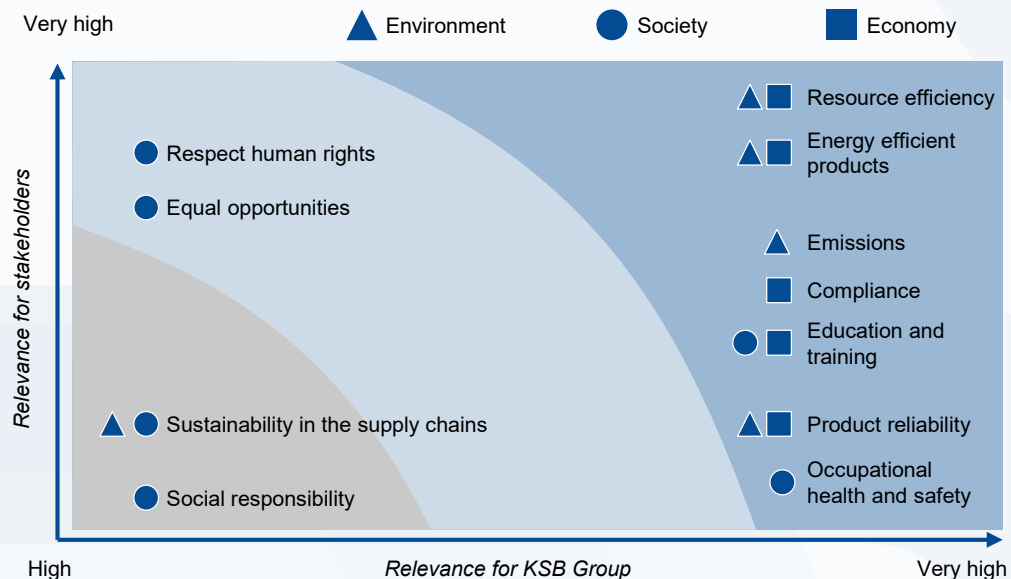 Very high
Environment
Society
Economy
Relevance for stakeholders
Resource efficiency
Energy efficient
products
Respect human rights
Equal opportunities
Emissions
Compliance
Education and
training
Sustainability in the supply chains
Product reliability
Social responsibility
Occupational
health and safety
High
Relevance for KSB Group
Very high